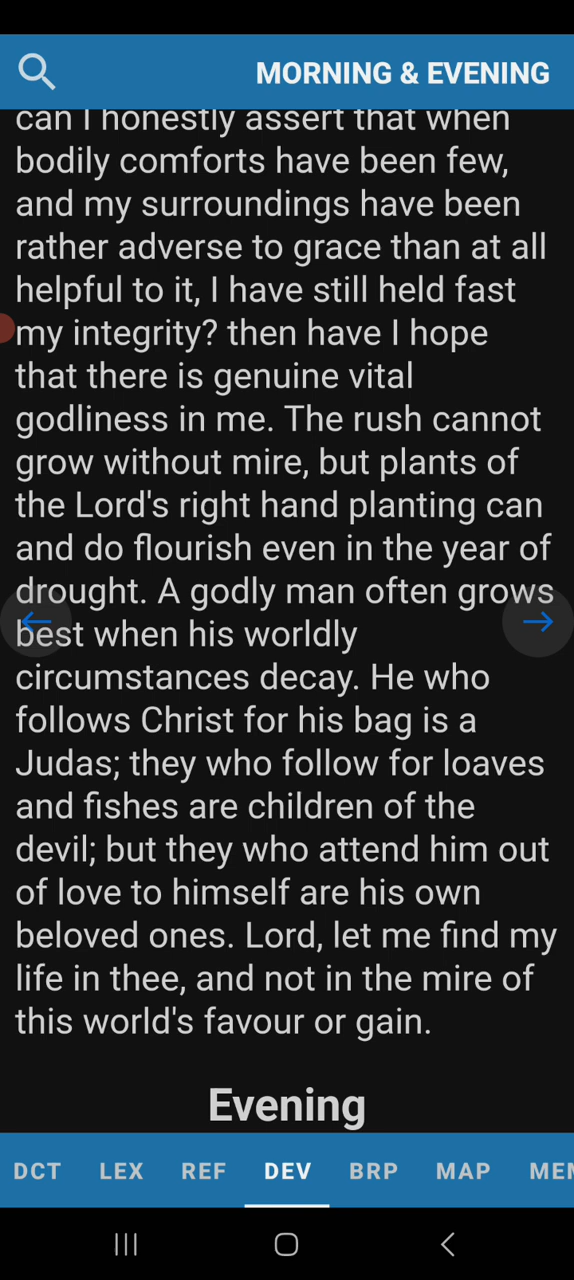 MORNING & EVENING
can I honestly assert that when
bodily comforts have been few,
and my surroundings have been
rather adverse to grace than at all
helpful to it, I have still held fast
my integrity? then have I hope
that there is genuine vital
godliness in me. The rush cannot
grow without mire, but plants of
the Lord's right hand planting can
and do flourish even in the year of
drought. A godly man often grows
best when his worldly
circumstances decay. He who
follows Christ for his bag is a
Judas; they who follow for loaves
and fishes are children of the
devil; but they who attend him out
of love to himself are his own
beloved ones. Lord, let me find my
life in thee, and not in the mire of
this world's favour or gain.
Evening
DCT LEX REF DEV BRP MAP MEM